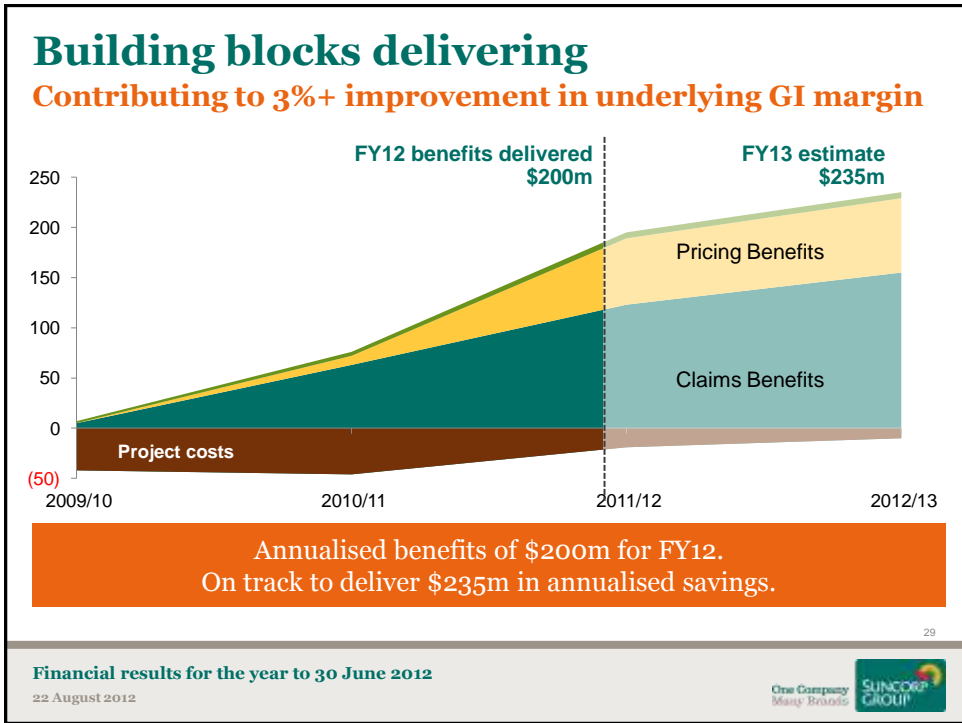 Building blocks delivering
Contributing to 3%+ improvement in underlying GI margin
FY12 benefits delivered
$200m
FY13 estimate
$235m
250
200
150
100
50
0
(50)
Pricing Benefits
Claims Benefits
Project costs
2009/10
2010/11
2011/12
2012/13
Annualised benefits of $200m for FY12.
On track to deliver $235m in annualised savings.
29
Financial results for the year to 30 June 2012
22 August 2012
One Company
Many Brands
SUNCORP
GROUP